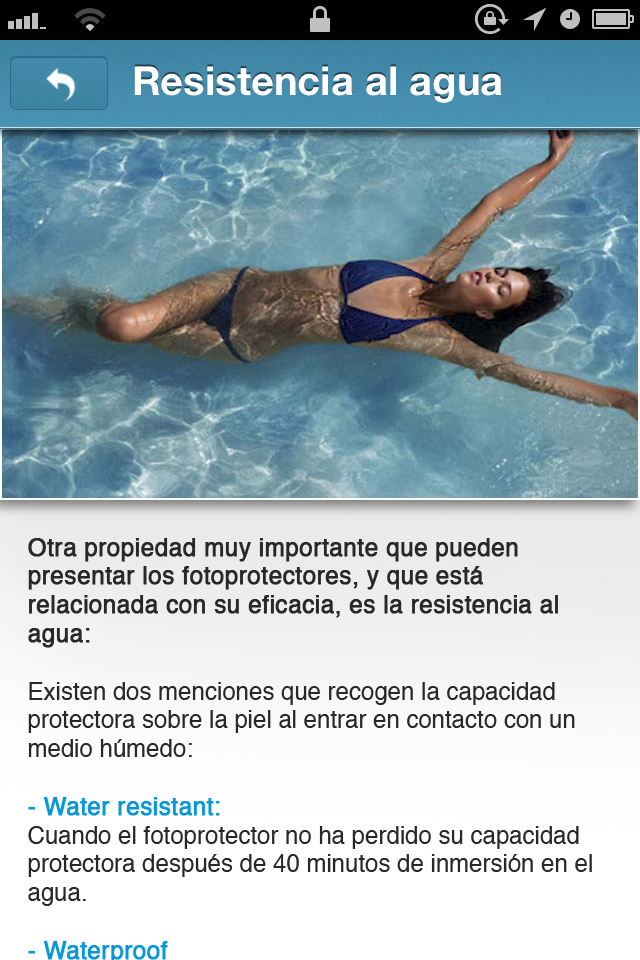 Resistencia al agua
Otra propiedad muy importante que pueden
presentar los fotoprotectores, y que está
relacionada con su eficacia, es la resistencia al
agua:
Existen dos menciones que recogen la capacidad
protectora sobre la piel al entrar en contacto con un
medio húmedo:
- Water resistant:
Cuando el fotoprotector no ha perdido su capacidad
protectora después de 40 minutos de inmersión en el
agua.
- Waterproof